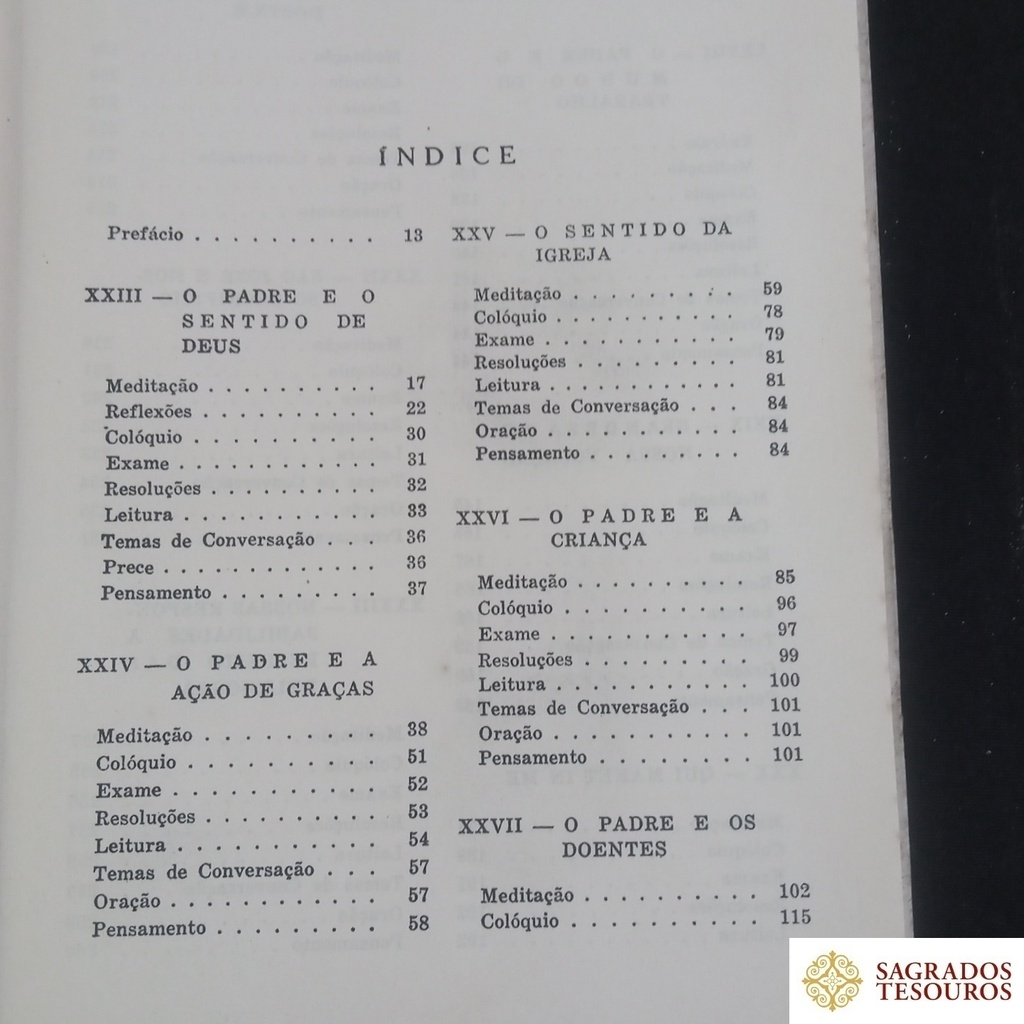 ÍNDICE
Prefácio . . . . . . . . . . 13
XXIII — O PADRE E O
SENTIDO DE
DEUS
Meditação . . . . . . . . . . 17
Reflexões . . . . . . . . . . 22
Colóquio . . . . . . . . . . 30
Exame . . . . . . . . . . . 31
Resoluções . . . . . . . . . . 32
Leitura . . . . . . . . . . . 33
Temas de Conversação . . . 36
Prece . . . . . . . . . . . . 36
Pensamento . . . . . . . . . 37
XXIV — O PADRE E A
AÇÃO DE GRAÇAS
Meditação . . . . . . . . . . 38
Colóquio . . . . . . . . . . 51
Exame . . . . . . . . . . . 52
Resoluções . . . . . . . . . . 53
Leitura . . . . . . . . . . . 54
Temas de Conversação . . . 57
Oração . . . . . . . . . . . 57
Pensamento . . . . . . . . . 58
XXV — O SENTIDO DA
IGREJA
Meditação . . . . . . . . . 59
Colóquio . . . . . . . . . . . 78
Exame . . . . . . . . . . . 79
Resoluções . . . . . . . . . . 81
Leitura . . . . . . . . . . . 81
Temas de Conversação . . . 84
Oração . . . . . . . . . . . 84
Pensamento . . . . . . . . . 84
XXVI — O PADRE E A
CRIANÇA
Meditação . . . . . . . . . . 85
Colóquio . . . . . . . . . . 96
Exame . . . . . . . . . . . 97
Resoluções . . . . . . . . . 99
Leitura . . . . . . . . . . . 100
Temas de Conversação . . . 101
Oração . . . . . . . . . . . 101
Pensamento . . . . . . . . 101
XXVII — O PADRE E OS
DOENTES
Meditação . . . . . . . . . . 102
Colóquio . . . . . . . . . . 115
SAGRADOS
TESOUROS